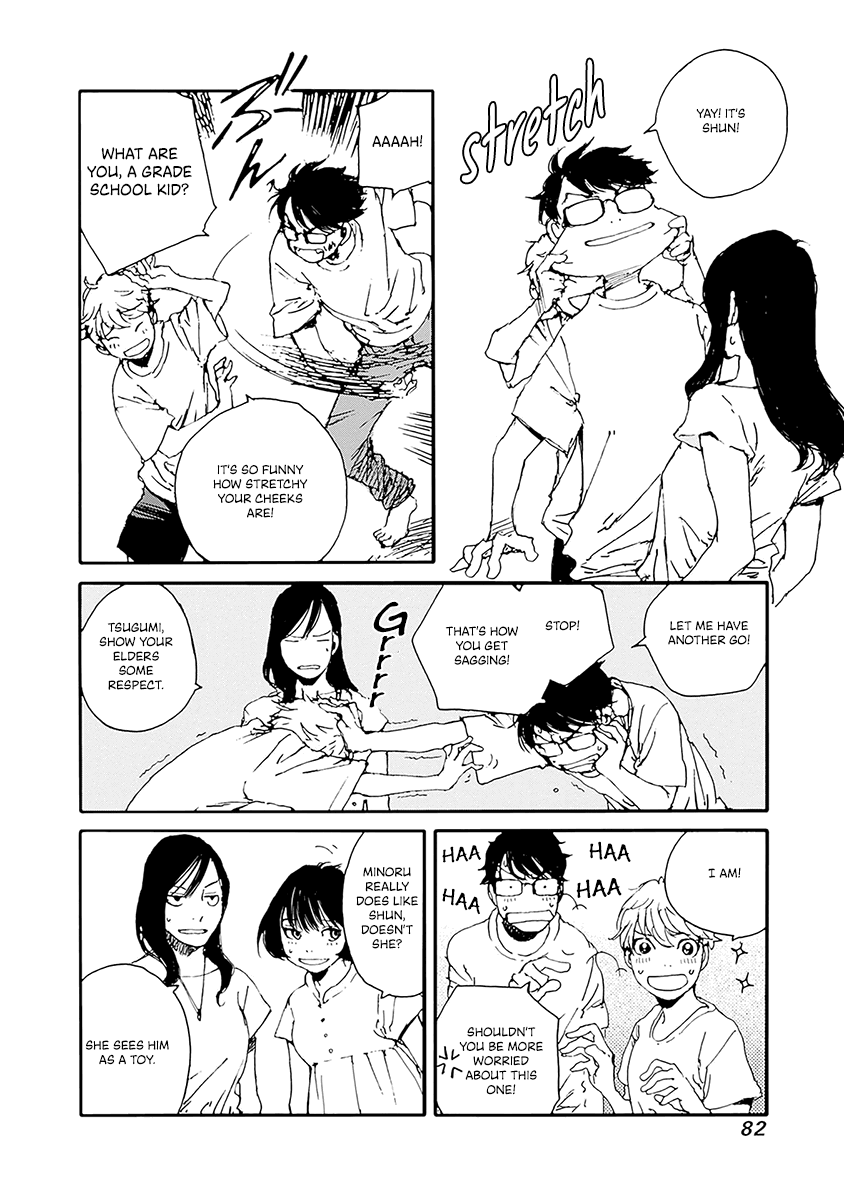 YAY! IT'S
SHUN!
stretch
AAAAH!
ぶーん
WHAT ARE
YOU, A GRADE
SCHOOL KID?
IT'S SO FUNNY
HOW STRETCHY
YOUR CHEEKS
ARE!
LET ME HAVE
ANOTHER GO!
STOP!
THAT'S HOW
YOU GET
SAGGING!
Grrrr
TSUGUMI,
SHOW YOUR
ELDERS
SOME
RESPECT.
I AM!
HAA
HAA
HAA
HAA
SHOULDN'T
YOU BE MORE
WORRIED
ABOUT THIS
ONE!
MINORU
REALLY
DOES LIKE
SHUN,
DOESN'T
SHE?
SHE SEES HIM
AS A TOY.
82